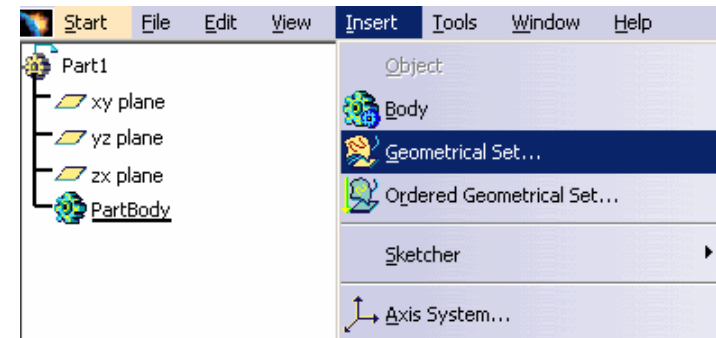 Start File Edit View Insert Tools Window Help
Part1
xy plane
yz plane
zx plane
PartBody
Object
Body
Geometrical Set...
Ordered Geometrical Set...
Sketcher
Axis System...